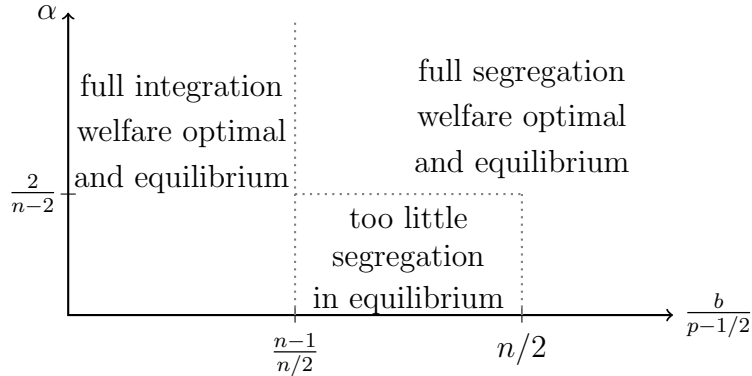 α
full integration
welfare optimal
and equilibrium
full segregation
welfare optimal
and equilibrium
2/(n−2)
too little
segregation
in equilibrium
b/(p−1/2)
(n−1)/(n/2)
n/2